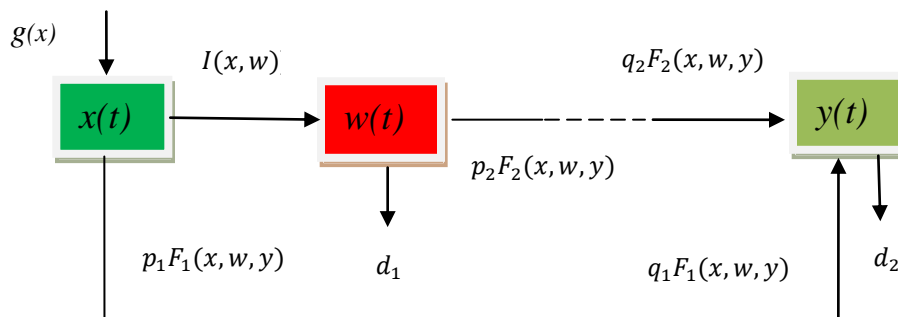 g(x)
I(x, w)
q₂F₂(x, w, y)
x(t)
w(t)
y(t)
p₂F₂(x, w, y)
p₁F₁(x, w, y)
d₁
q₁F₁(x, w, y)
d₂